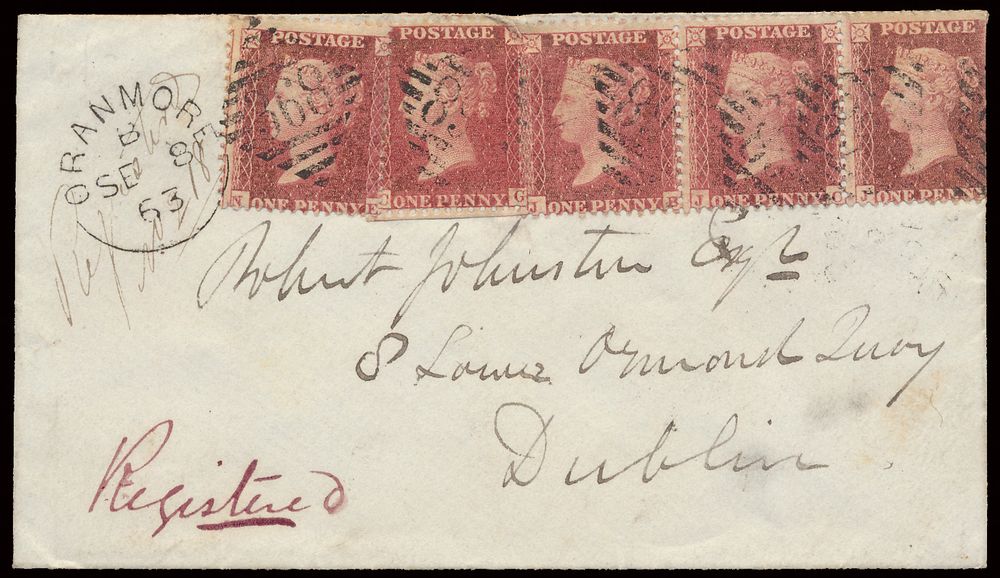 POSTAGE POSTAGE POSTAGE POSTAGE POSTAGE
N ONE PENNY E J ONE PENNY G J ONE PENNY J ONE PENNY J ONE PENNY
ORANMORE
B
SE 8
63
Robert Johnston Esqr
8 Lower Ormond Quay
Dublin
Registered